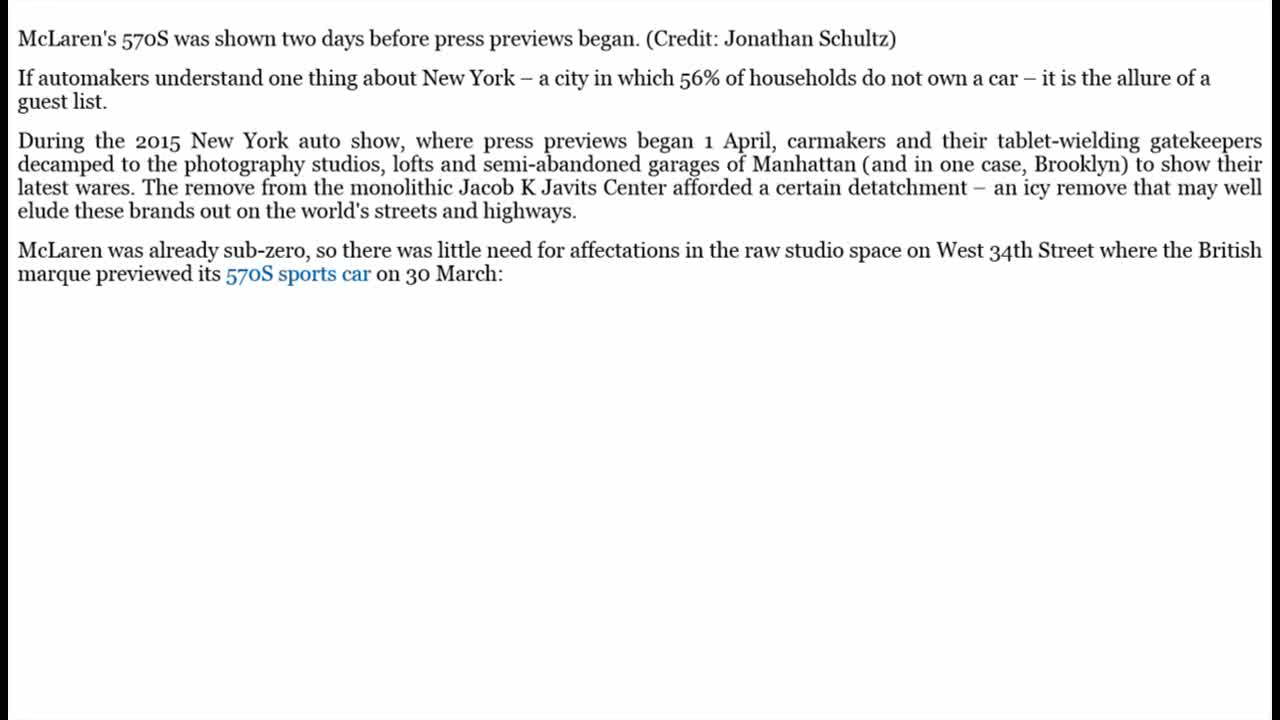 McLaren's 570S was shown two days before press previews began. (Credit: Jonathan Schultz)
If automakers understand one thing about New York – a city in which 56% of households do not own a car – it is the allure of a
guest list.
During the 2015 New York auto show, where press previews began 1 April, carmakers and their tablet-wielding gatekeepers
decamped to the photography studios, lofts and semi-abandoned garages of Manhattan (and in one case, Brooklyn) to show their
latest wares. The remove from the monolithic Jacob K Javits Center afforded a certain detatchment – an icy remove that may well
elude these brands out on the world's streets and highways.
McLaren was already sub-zero, so there was little need for affectations in the raw studio space on West 34th Street where the British
marque previewed its 570S sports car on 30 March: